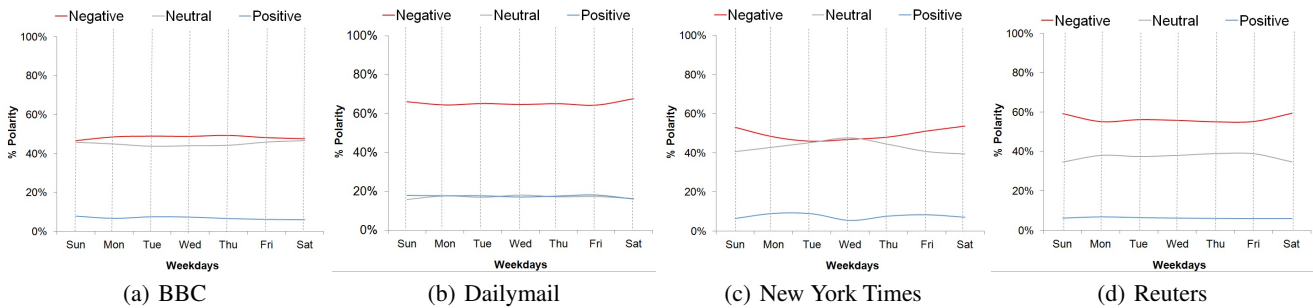 Negative Neutral Positive
100%
80%
60%
40%
20%
0%
% Polarity
Sun Mon Tue Wed Thu Fri Sat
Weekdays
(a) BBC
Negative Neutral Positive
100%
80%
60%
40%
20%
0%
% Polarity
Sun Mon Tue Wed Thu Fri Sat
Weekdays
(b) Dailymail
Negative Neutral Positive
100%
80%
60%
40%
20%
0%
% Polarity
Sun Mon Tue Wed Thu Fri Sat
Weekdays
(c) New York Times
Negative Neutral Positive
100%
80%
60%
40%
20%
0%
% Polarity
Sun Mon Tue Wed Thu Fri Sat
Weekdays
(d) Reuters